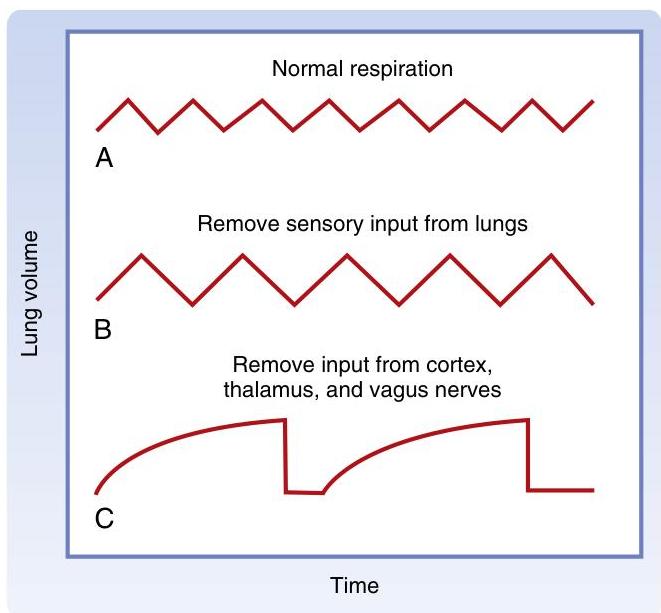 Normal respiration
A
Remove sensory input from lungs
B
Remove input from cortex,
thalamus, and vagus nerves
C
Lung volume
Time